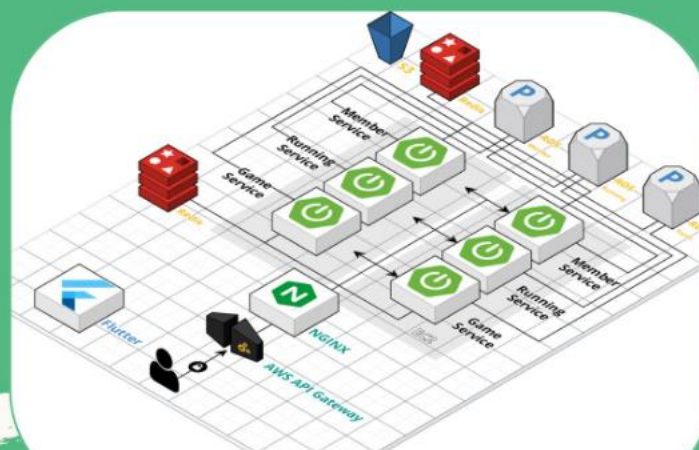 S3
Redis
P
P
P
Member
Service
Running
Service
Game
Service
Redis
Member
Service
Running
Service
Game
Service
N
NGINX
Flutter
AWS API Gateway